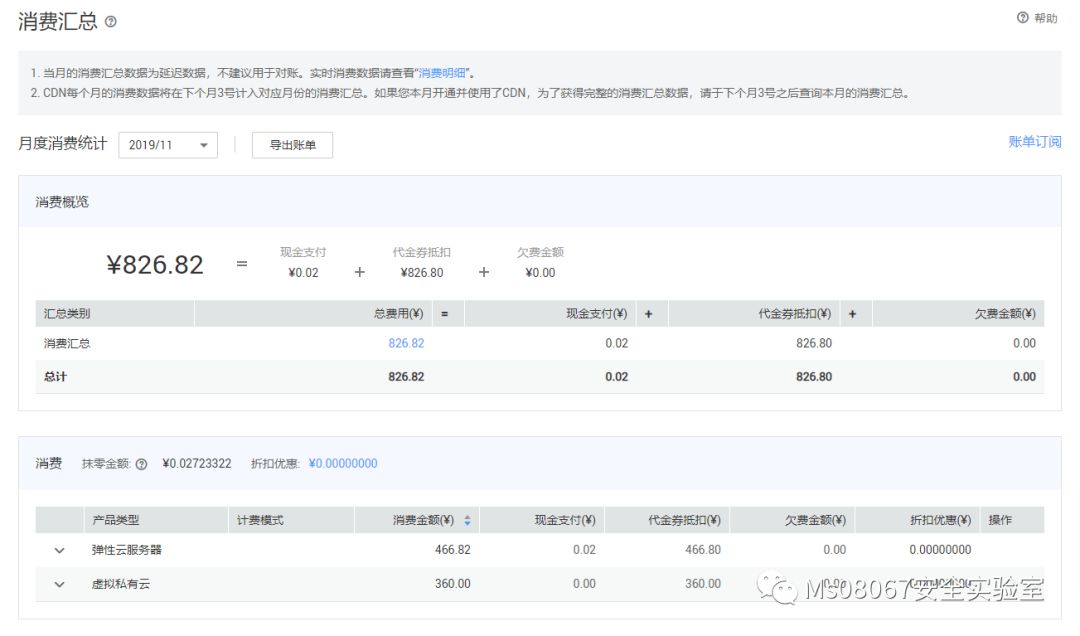 消费汇总
帮助
1. 当月的消费汇总数据为延迟数据，不建议用于对账。实时消费数据请查看“消费明细”。
2. CDN每个月的消费数据将在下个月3号计入对应月份的消费汇总。如果您本月开通并使用了CDN，为了获得完整的消费汇总数据，请于下个月3号之后查询本月的消费汇总。
月度消费统计 2019/11 导出账单 账单订阅
消费概览
现金支付 代金券抵扣 欠费金额
¥826.82 = ¥0.02 + ¥826.80 + ¥0.00
汇总类别 总费用(¥) = 现金支付(¥) + 代金券抵扣(¥) + 欠费金额(¥)
消费汇总 826.82 0.02 826.80 0.00
总计 826.82 0.02 826.80 0.00
消费 抹零金额: ¥0.02723322 折扣优惠: ¥0.00000000
产品类型 计费模式 消费金额(¥) 现金支付(¥) 代金券抵扣(¥) 欠费金额(¥) 折扣优惠(¥) 操作
弹性云服务器 466.82 0.02 466.80 0.00 0.00000000
虚拟私有云 360.00 0.00 360.00 0.00 0.00000000
Ms08067安全实验室